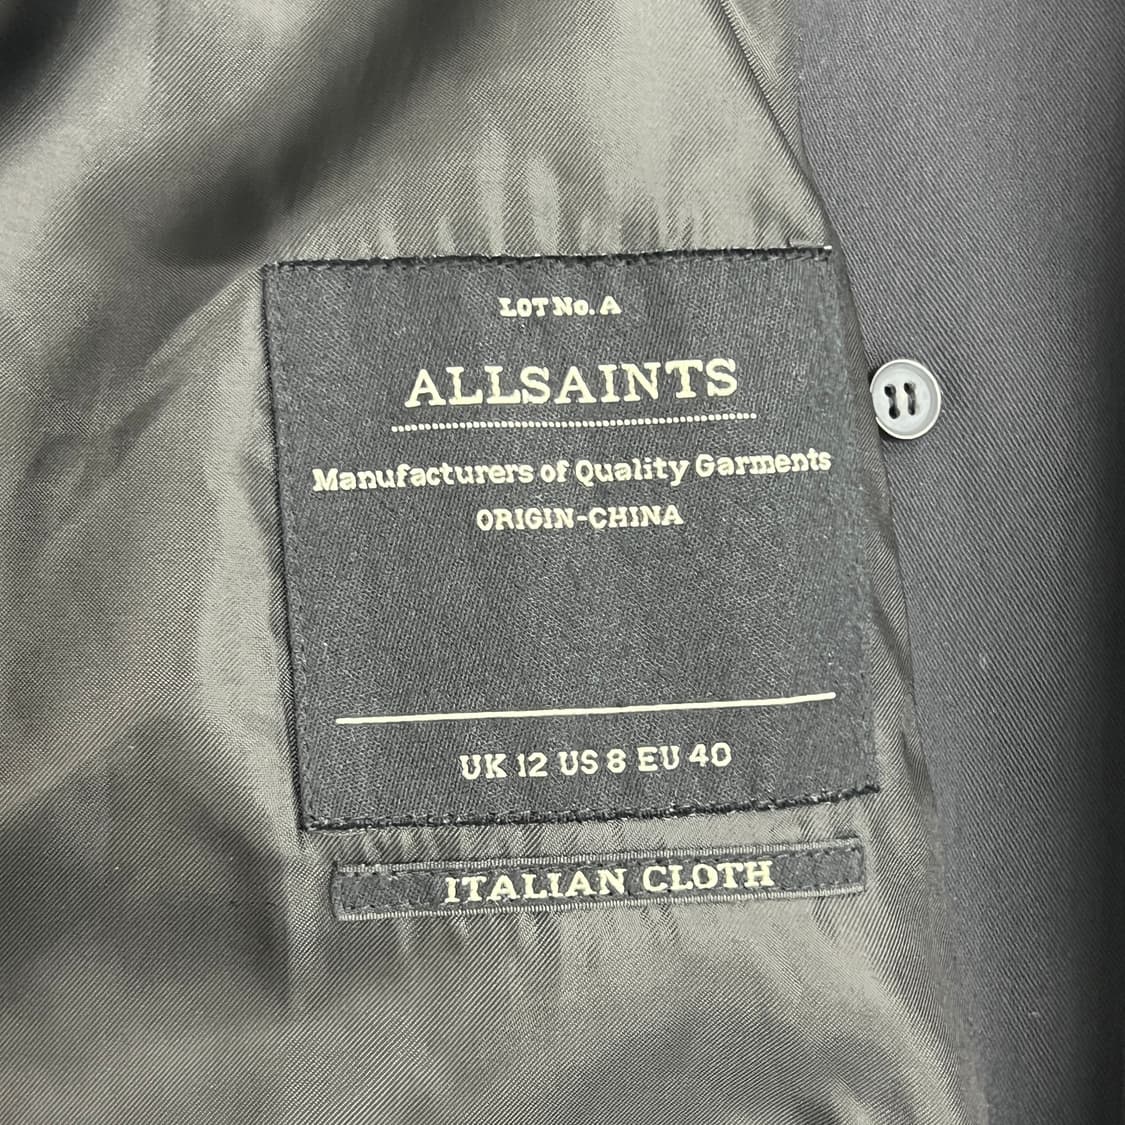 LOT No. A
ALLSAINTS
Manufacturers of Quality Garments
ORIGIN-CHINA
UK 12 US 8 EU 40
ITALIAN CLOTH